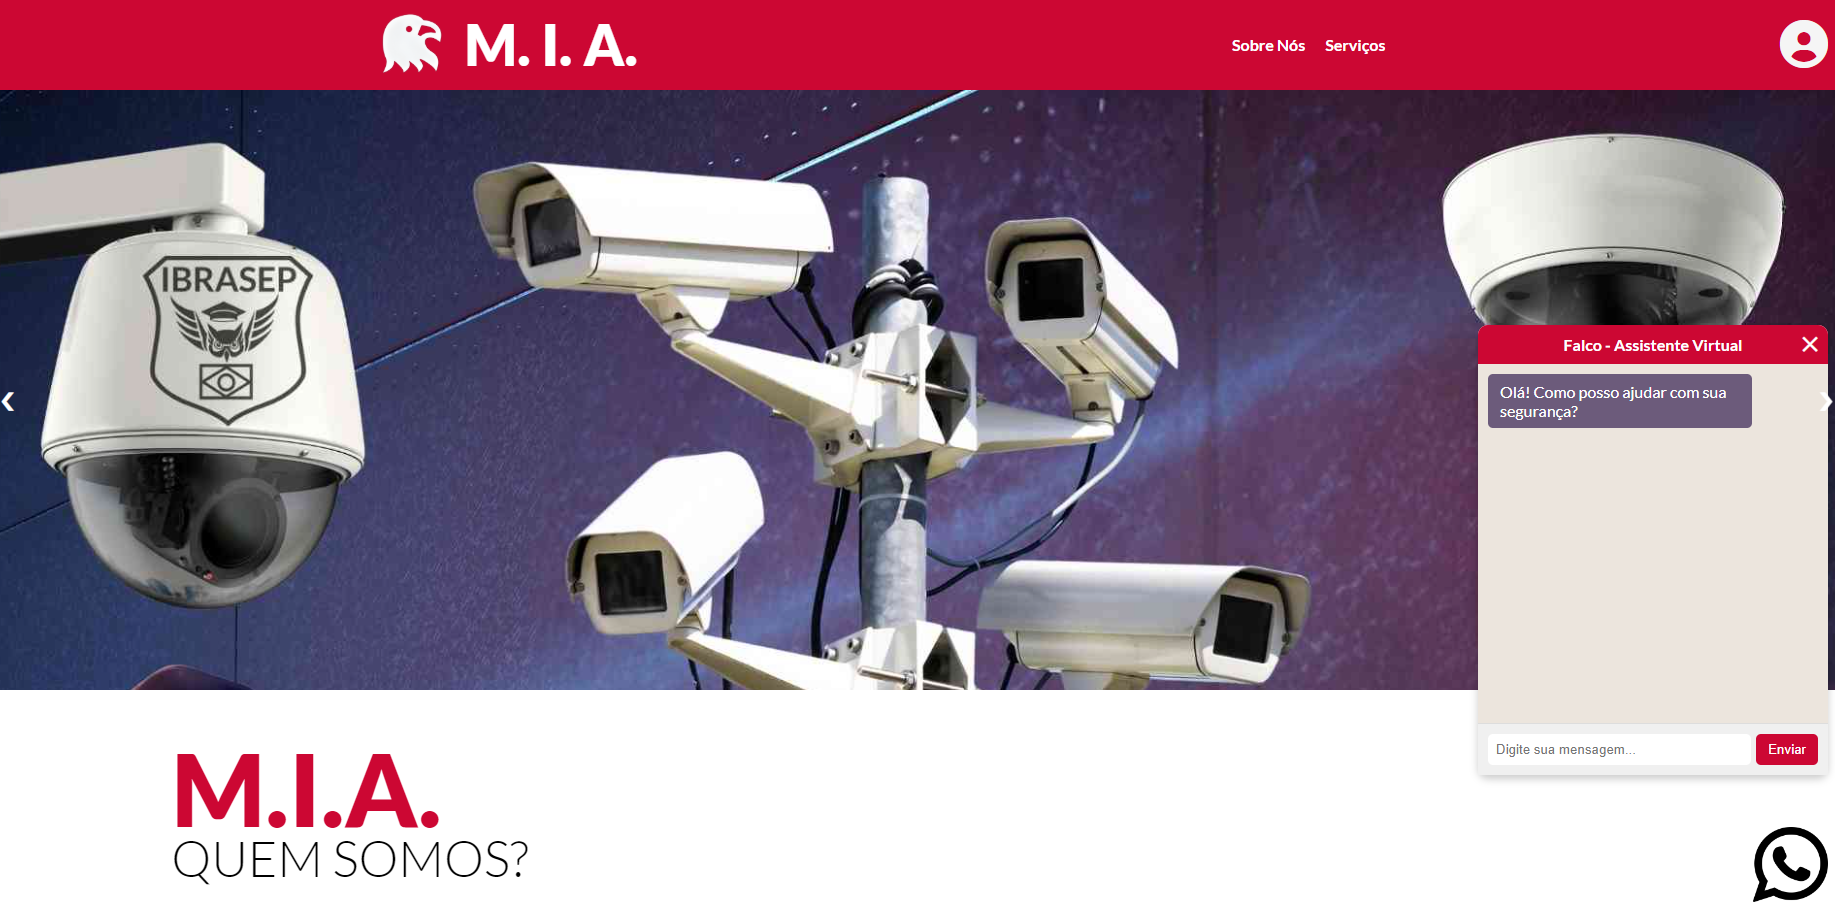 M. I. A.
Sobre Nós
Serviços
IBRASEP
Falco - Assistente Virtual
Olá! Como posso ajudar com sua
segurança?
Digite sua mensagem...
Enviar
M.I.A.
QUEM SOMOS?